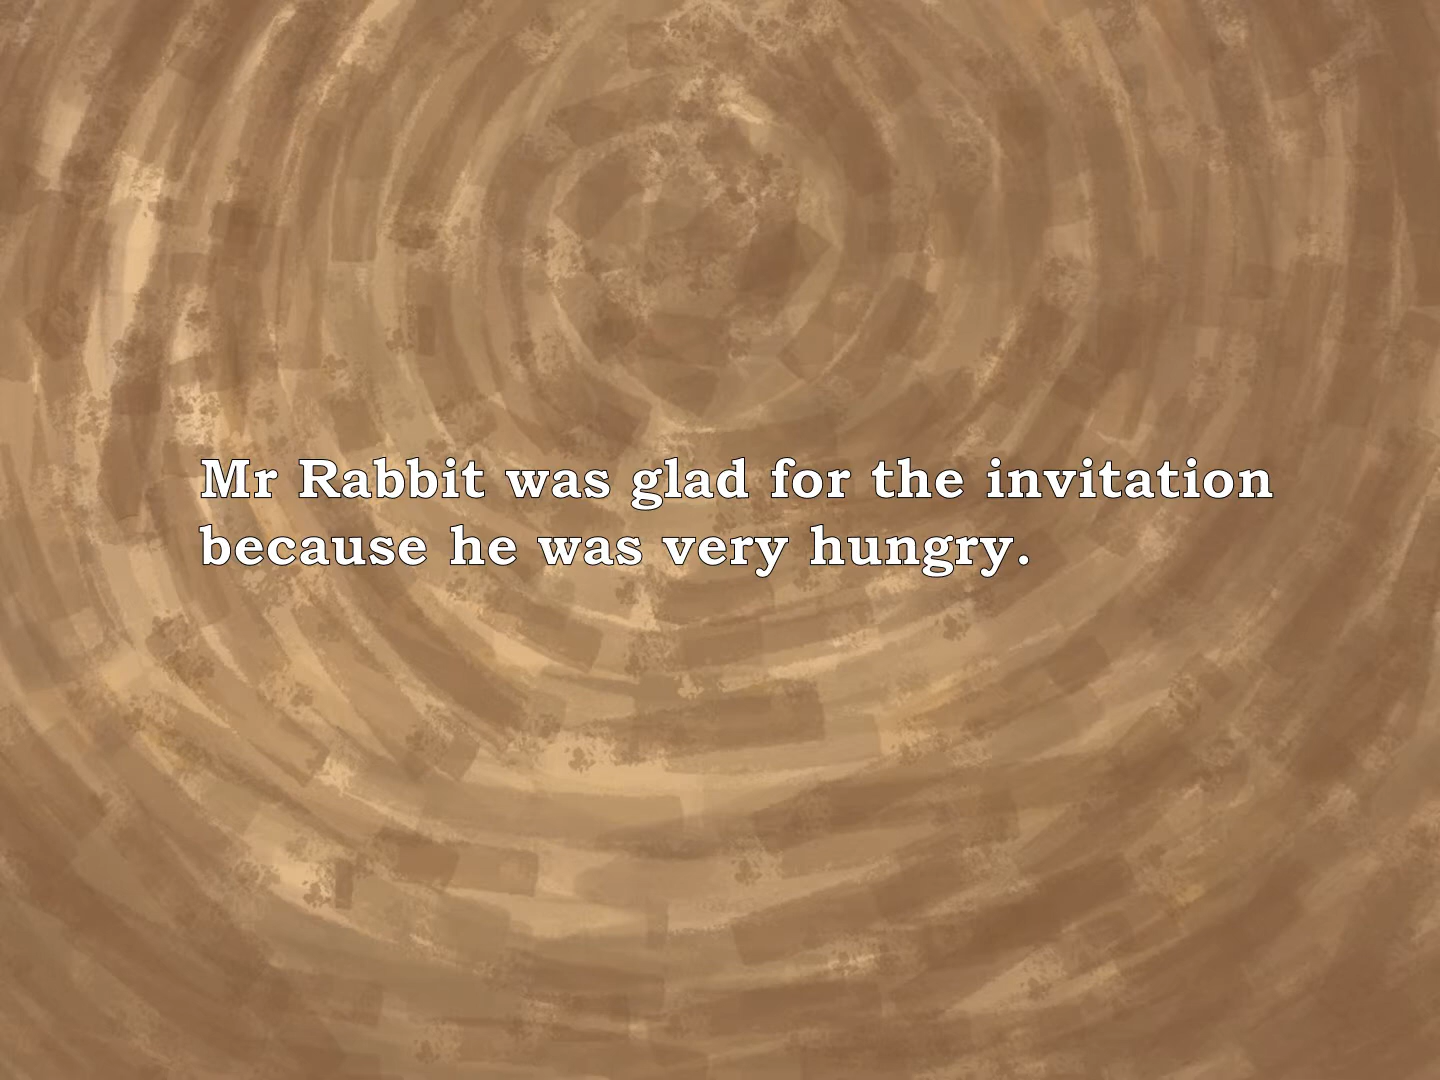 Mr Rabbit was glad for the invitation
because he was very hungry.